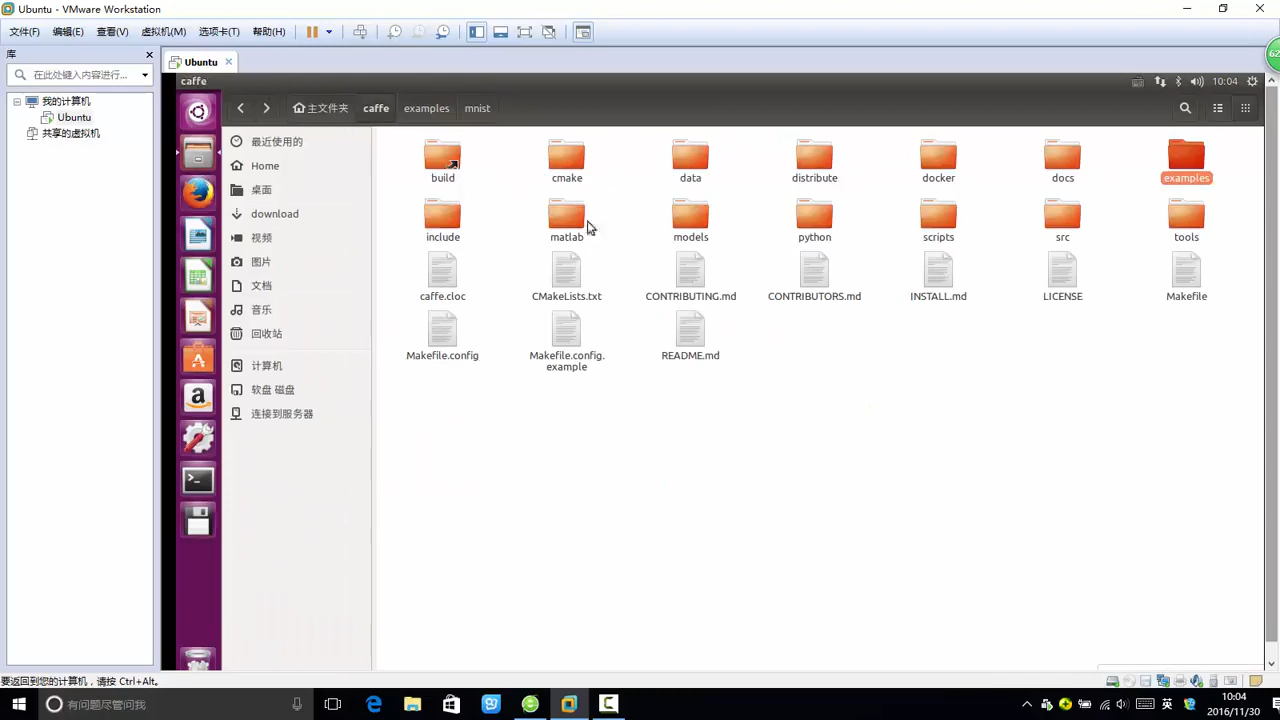 Ubuntu - VMware Workstation
文件(F) 编辑(E) 查看(V) 虚拟机(M) 选项卡(T) 帮助(H)
库
在此处键入内容进行...
我的计算机
Ubuntu
共享的虚拟机
Ubuntu
62
caffe
10:04
主文件夹 caffe examples mnist
最近使用的
Home
桌面
download
视频
图片
文档
音乐
回收站
计算机
软盘 磁盘
连接到服务器
build cmake data distribute docker docs examples
include matlab models python scripts src tools
caffe.cloc CMakeLists.txt CONTRIBUTING.md CONTRIBUTORS.md INSTALL.md LICENSE Makefile
Makefile.config Makefile.config.example README.md
要返回到您的计算机，请按 Ctrl+Alt。
有问题尽管问我
英
10:04
2016/11/30